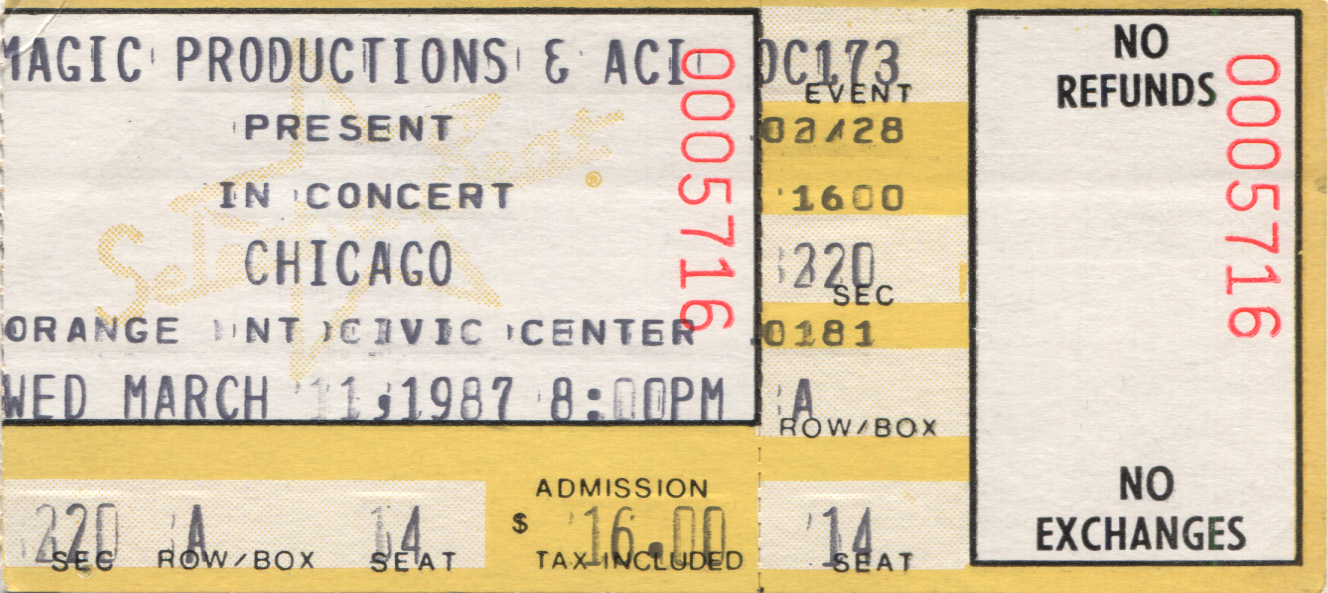 MAGIC PRODUCTIONS & ACI
PRESENT
IN CONCERT
CHICAGO
ORANGE NT CIVIC CENTER
WED MARCH 11,1987 8:00PM
220 SEC A ROW/BOX 14 SEAT
ADMISSION
$ 16.00
TAX INCLUDED
0005716
OC173
EVENT
1600
220
SEC
0181
A
ROW/BOX
14
SEAT
NO
REFUNDS
0005716
NO
EXCHANGES